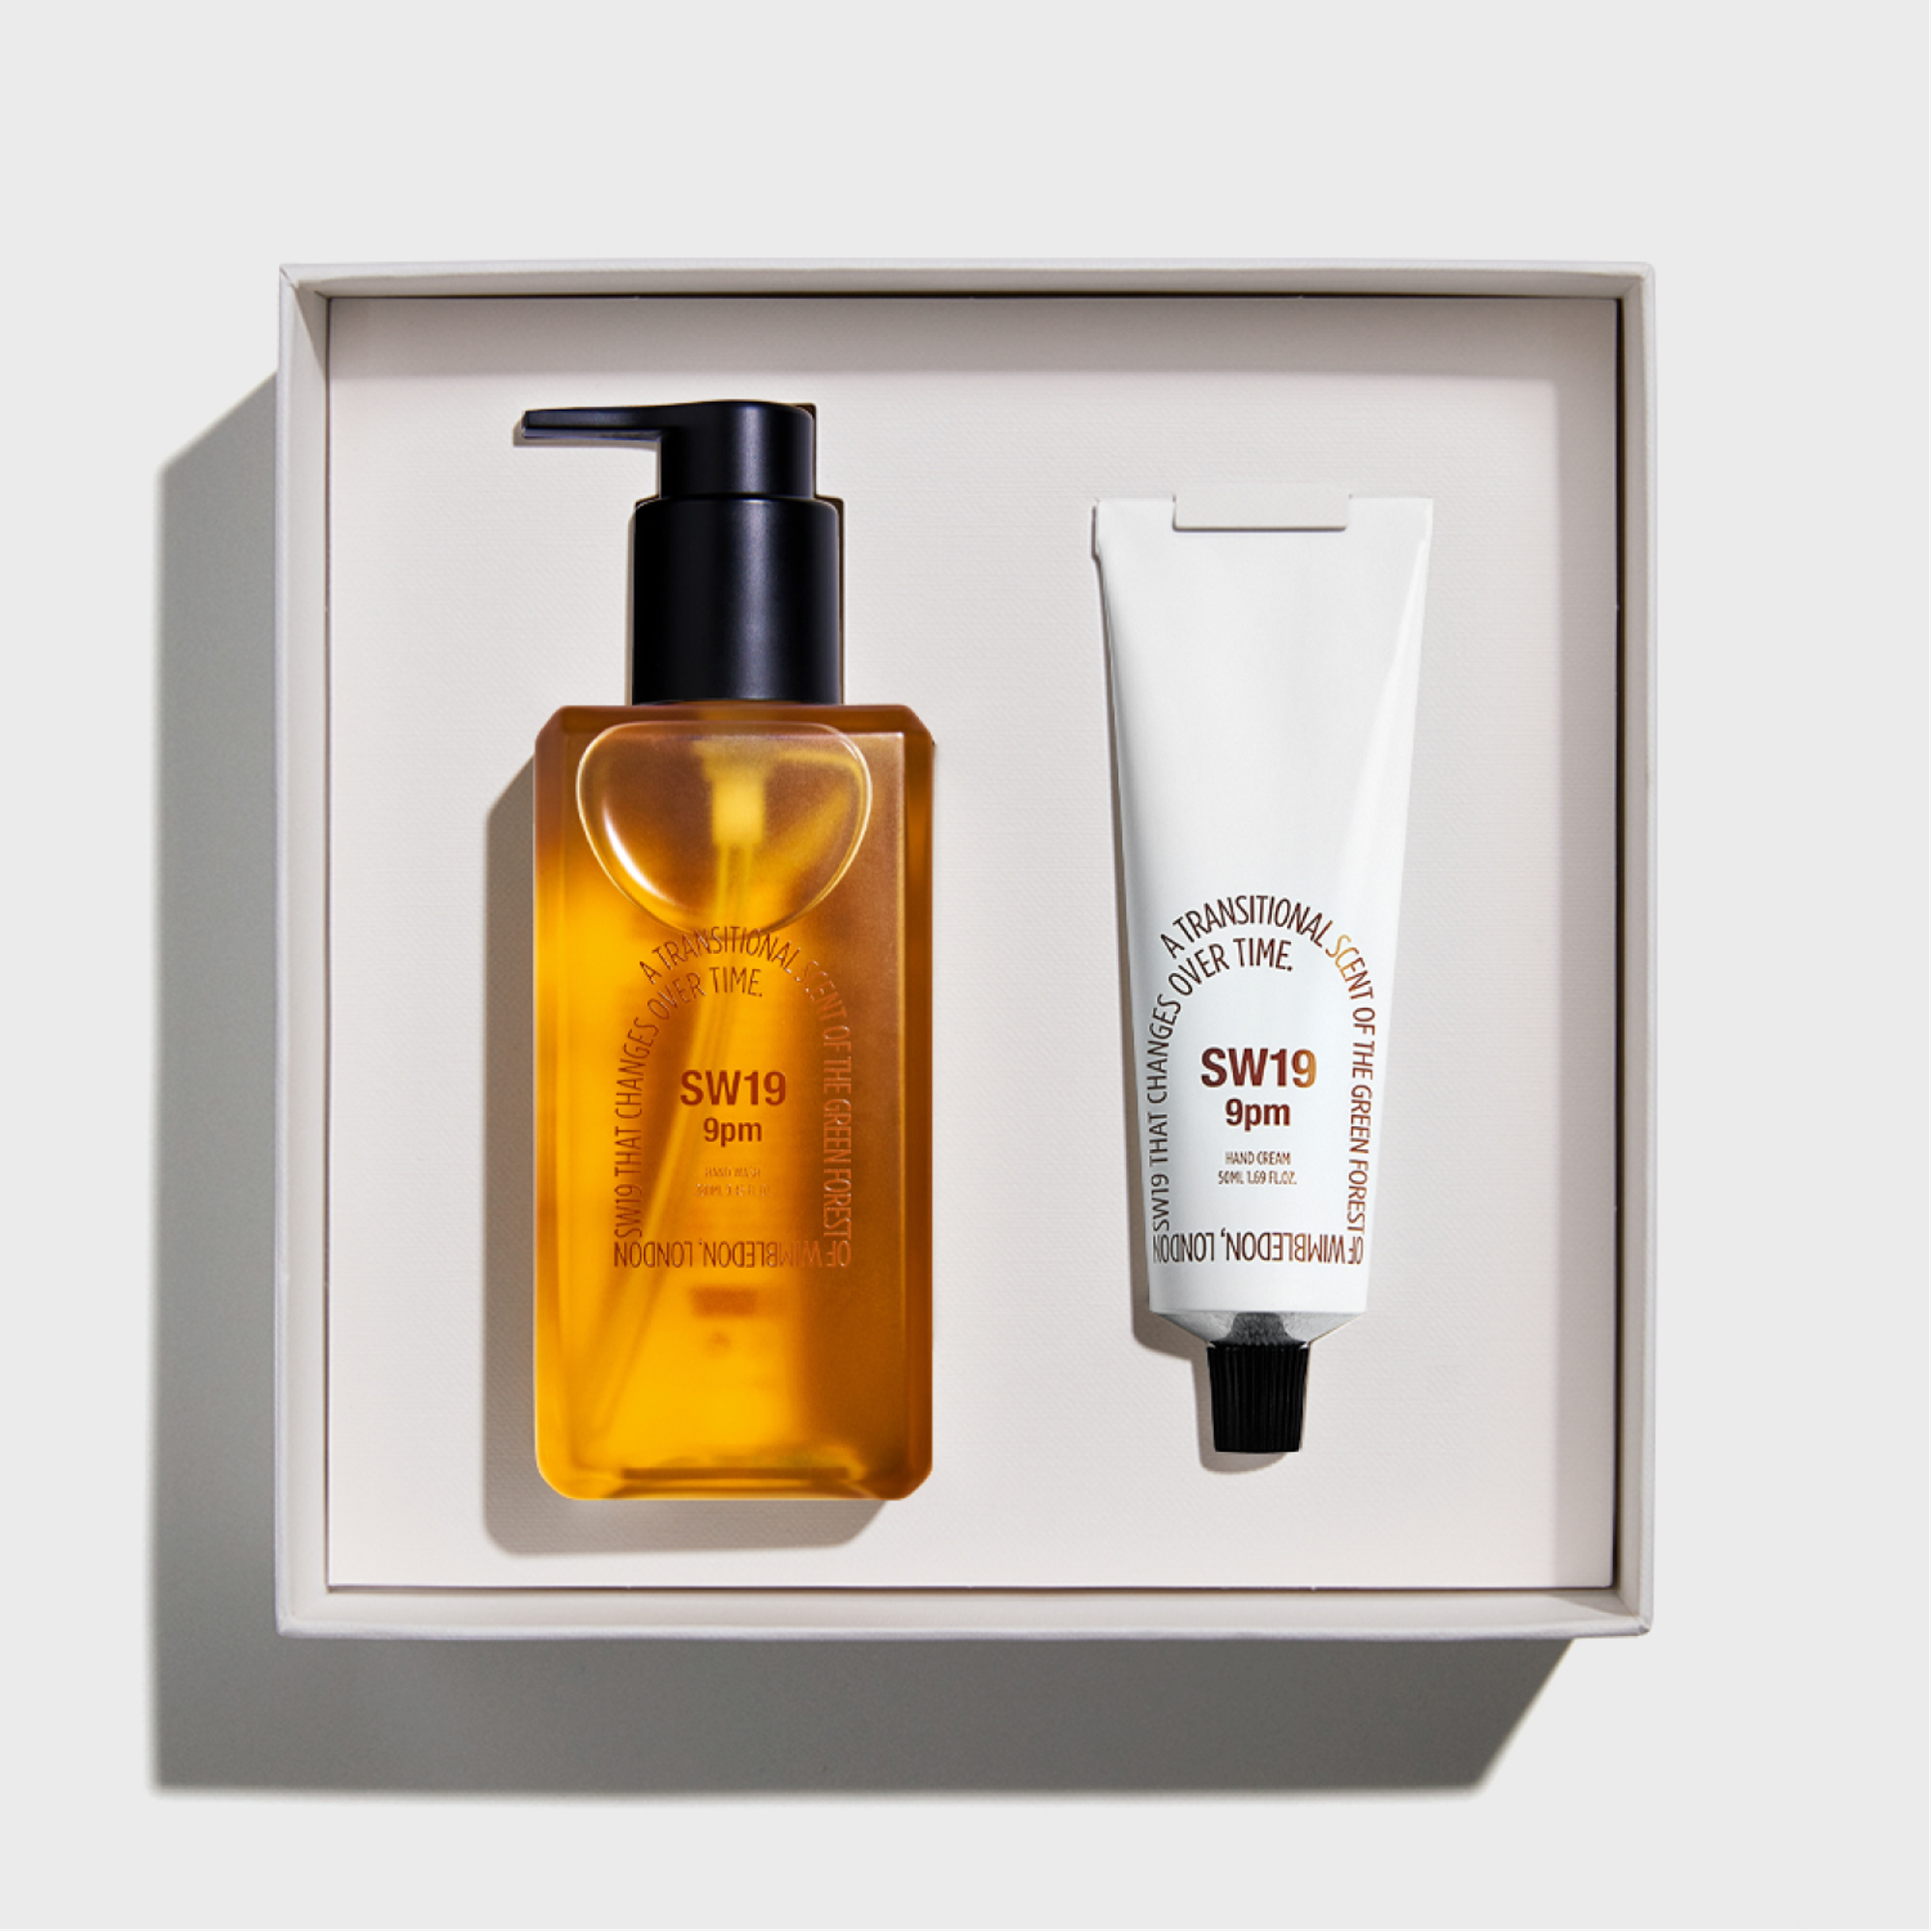 A TRANSITIONAL SCENT OF THE GREEN FOREST
OF WIMBLEDON, LONDON
SW19 THAT CHANGES OVER TIME.
SW19
9pm
HAND WASH
A TRANSITIONAL SCENT OF THE GREEN FOREST
OF WIMBLEDON, LONDON
SW19 THAT CHANGES OVER TIME.
SW19
9pm
HAND CREAM
50ML 1.69 FL.OZ.